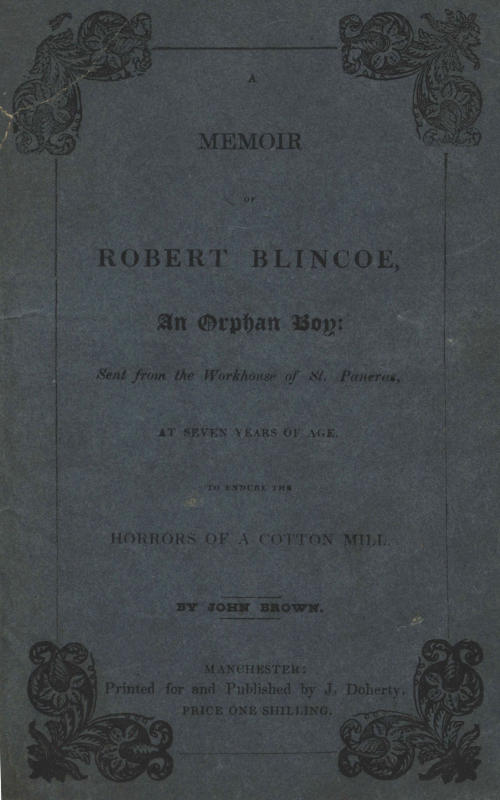 A
MEMOIR
OF
ROBERT BLINCOE,
An Orphan Boy:
Sent from the Workhouse of St. Pancras,
AT SEVEN YEARS OF AGE,
TO ENDURE THE
HORRORS OF A COTTON MILL.
BY JOHN BROWN.
MANCHESTER:
Printed for and Published by J. Doherty.
PRICE ONE SHILLING.